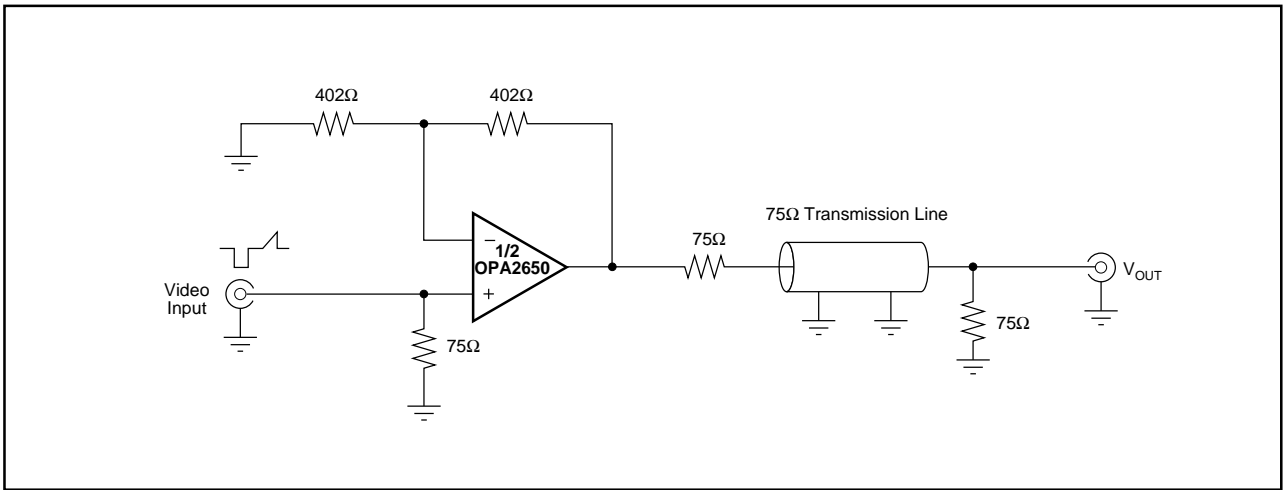 402Ω
402Ω
75Ω Transmission Line
75Ω
–
1/2
OPA2650
+
Video
Input
75Ω
75Ω
VOUT